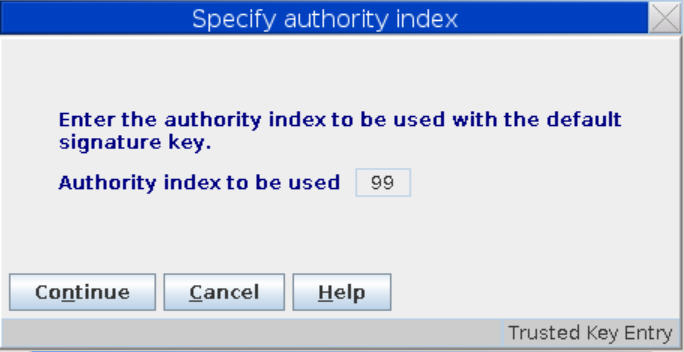 Specify authority index
Enter the authority index to be used with the default
signature key.
Authority index to be used 99
Continue Cancel Help
Trusted Key Entry